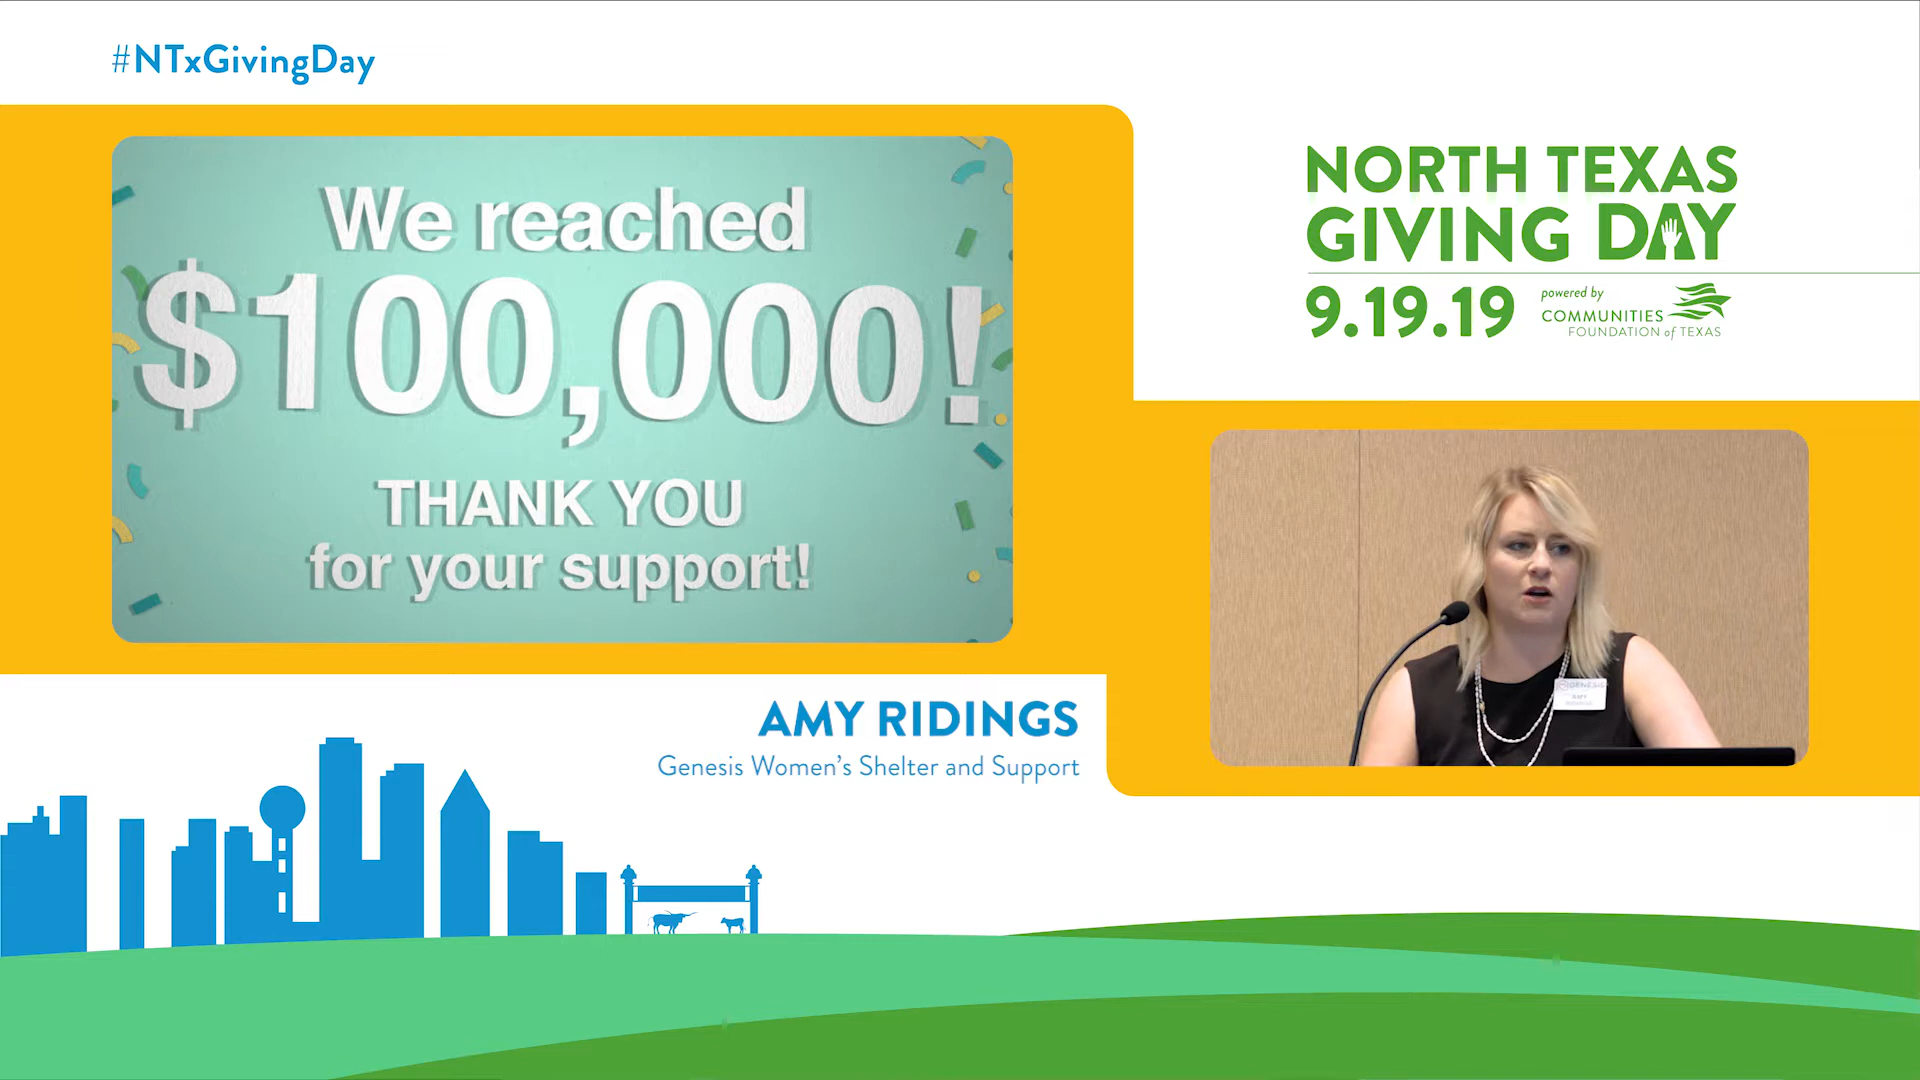 #NTxGivingDay
We reached
$100,000!
THANK YOU
for your support!
NORTH TEXAS
GIVING DAY
9.19.19
powered by
COMMUNITIES
FOUNDATION of TEXAS
GENESIS
AMY RIDINGS
Genesis Women's Shelter and Support